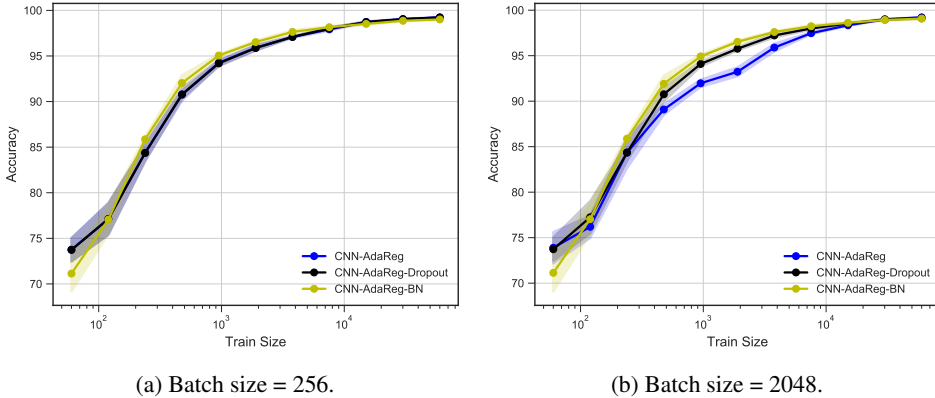 100
95
90
85
80
75
70
Accuracy
10²
10³
10⁴
Train Size
CNN-AdaReg
CNN-AdaReg-Dropout
CNN-AdaReg-BN
(a) Batch size = 256.
100
95
90
85
80
75
70
Accuracy
10²
10³
10⁴
Train Size
CNN-AdaReg
CNN-AdaReg-Dropout
CNN-AdaReg-BN
(b) Batch size = 2048.